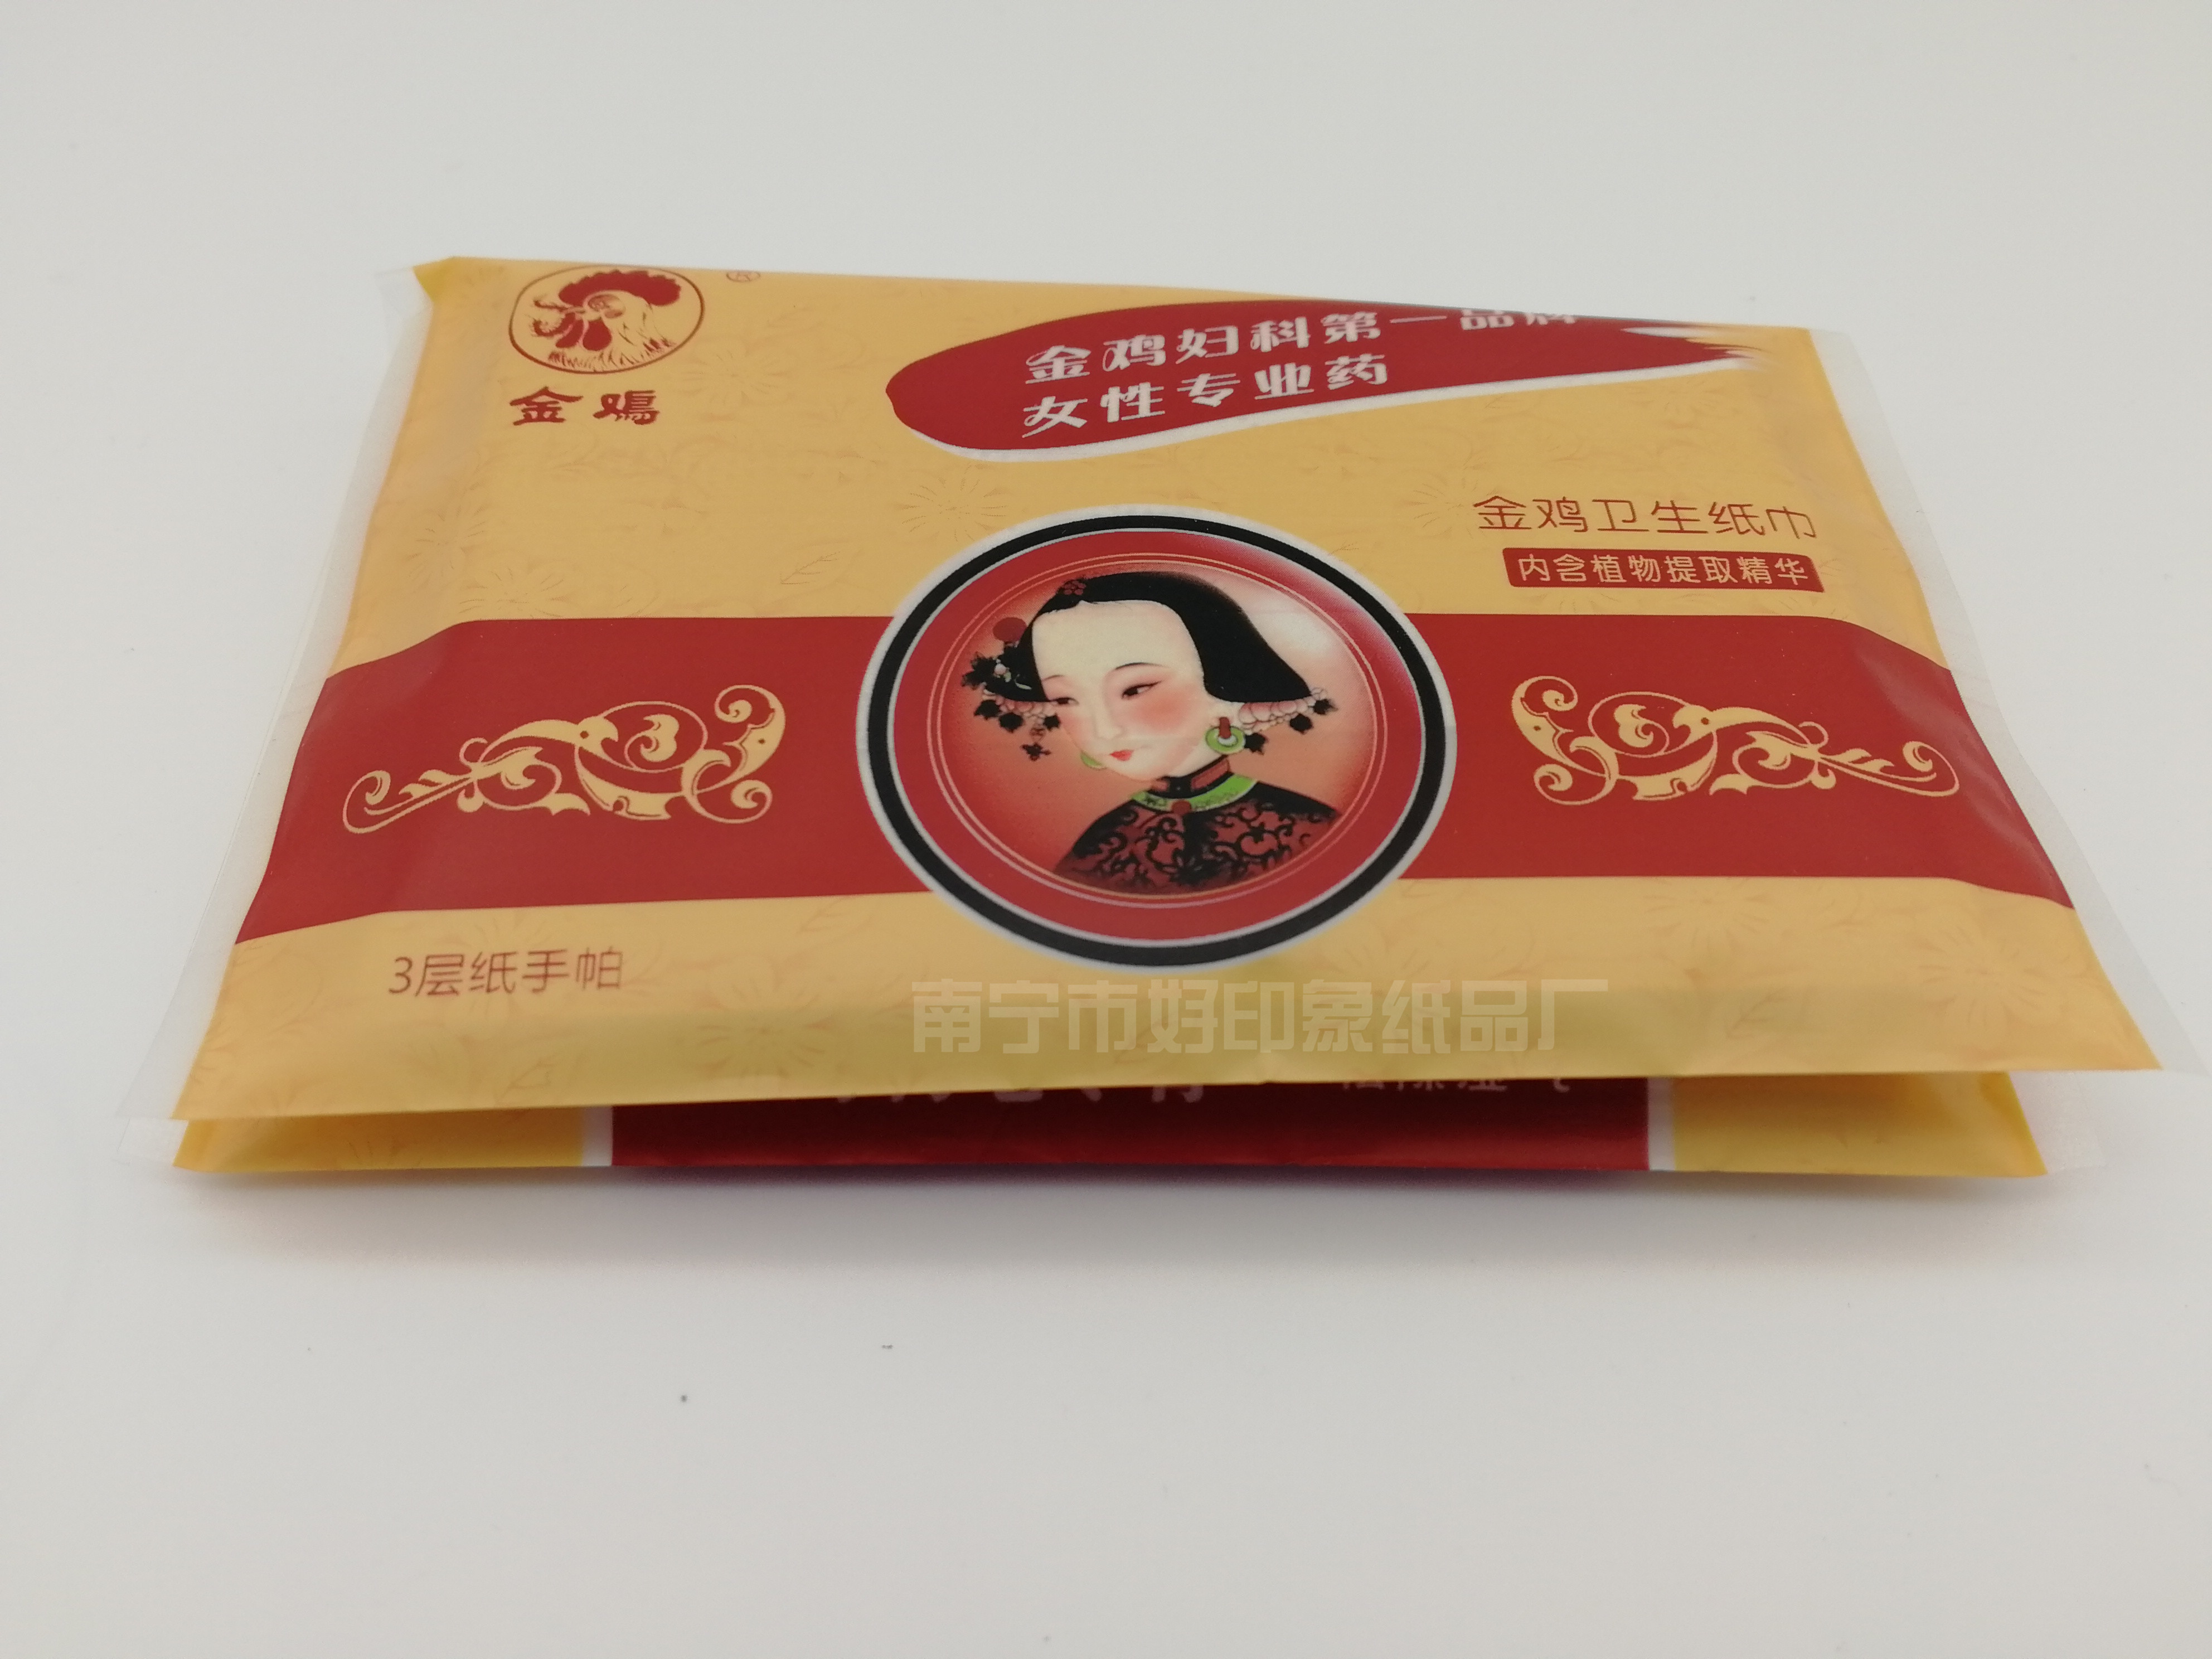 ®
金鸡
金鸡妇科第一品牌
女性专业药
金鸡卫生纸巾
内含植物提取精华
3层纸手帕
南宁市好印象纸品厂